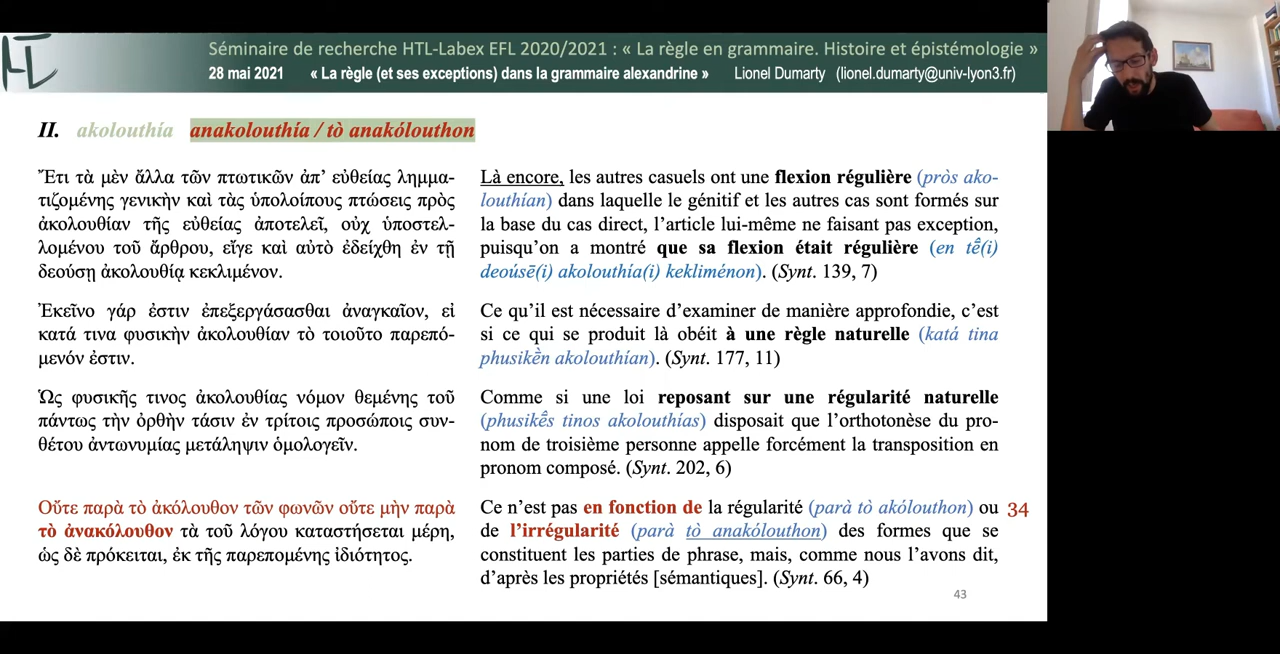 HTL
Séminaire de recherche HTL-Labex EFL 2020/2021 : « La règle en grammaire. Histoire et épistémologie »
28 mai 2021 « La règle (et ses exceptions) dans la grammaire alexandrine » Lionel Dumarty (lionel.dumarty@univ-lyon3.fr)
II. akolouthía anakolouthía / tò anakólouthon
Ἔτι τὰ μὲν ἄλλα τῶν πτωτικῶν ἀπ’ εὐθείας λημμα-
τιζομένης γενικὴν καὶ τὰς ὑπολοίπους πτώσεις πρὸς
ἀκολουθίαν τῆς εὐθείας ἀποτελεῖ, οὐχ ὑποστελ-
λομένου τοῦ ἄρθρου, εἴγε καὶ αὐτὸ ἐδείχθη ἐν τῇ
δεούσῃ ἀκολουθίᾳ κεκλιμένον.
Là encore, les autres casuels ont une flexion régulière (pròs ako-
louthían) dans laquelle le génitif et les autres cas sont formés sur
la base du cas direct, l’article lui-même ne faisant pas exception,
puisqu’on a montré que sa flexion était régulière (en tē̂(i)
deoúsē(i) akolouthía(i) kekliménon). (Synt. 139, 7)
Ἐκεῖνο γάρ ἐστιν ἐπεξεργάσασθαι ἀναγκαῖον, εἰ
κατά τινα φυσικὴν ἀκολουθίαν τὸ τοιοῦτο παρεπό-
μενόν ἐστιν.
Ce qu’il est nécessaire d’examiner de manière approfondie, c’est
si ce qui se produit là obéit à une règle naturelle (katá tina
phusikḕn akolouthían). (Synt. 177, 11)
Ὡς φυσικῆς τινος ἀκολουθίας νόμον θεμένης τοῦ
πάντως τὴν ὀρθὴν τάσιν ἐν τρίτοις προσώποις συν-
θέτου ἀντωνυμίας μετάληψιν ὁμολογεῖν.
Comme si une loi reposant sur une régularité naturelle
(phusikē̂s tinos akolouthías) disposait que l’orthotonèse du pro-
nom de troisième personne appelle forcément la transposition en
pronom composé. (Synt. 202, 6)
Οὔτε παρὰ τὸ ἀκόλουθον τῶν φωνῶν οὔτε μὴν παρὰ
τὸ ἀνακόλουθον τὰ τοῦ λόγου καταστήσεται μέρη,
ὡς δὲ πρόκειται, ἐκ τῆς παρεπομένης ἰδιότητος.
Ce n’est pas en fonction de la régularité (parà tò akólouthon) ou 34
de l’irrégularité (parà tò anakólouthon) des formes que se
constituent les parties de phrase, mais, comme nous l’avons dit,
d’après les propriétés [sémantiques]. (Synt. 66, 4)
43